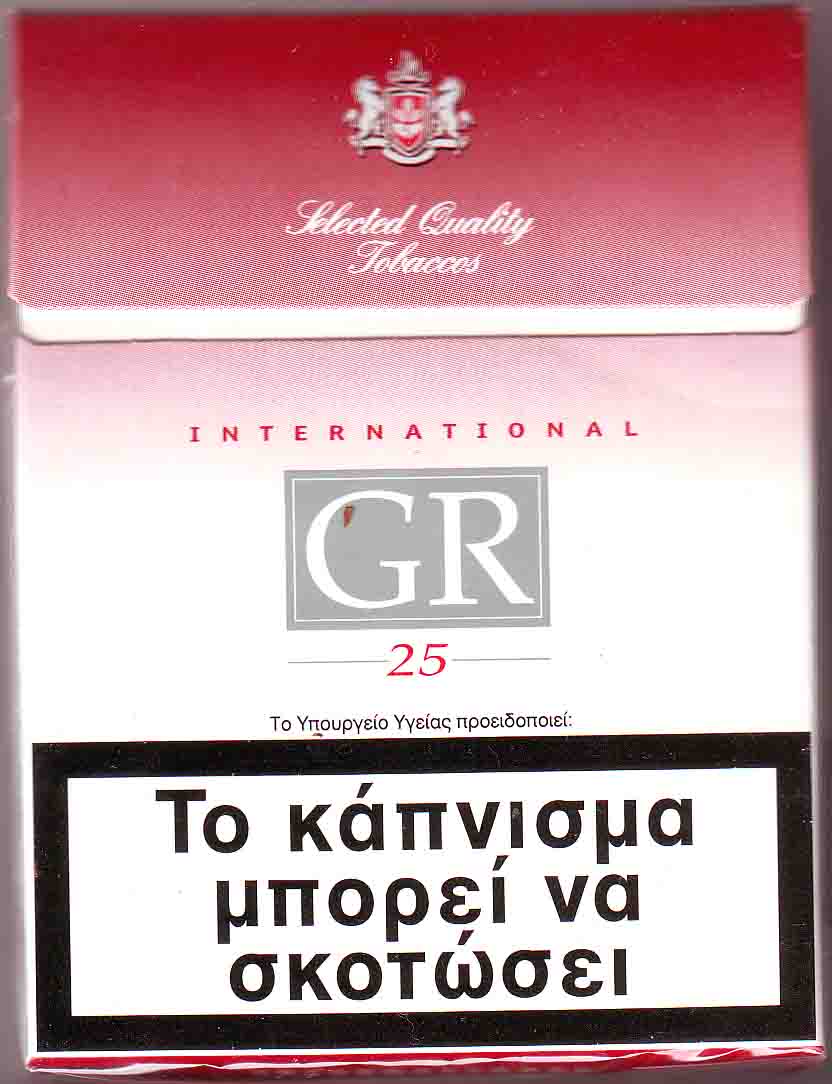 Selected Quality
Tobaccos
INTERNATIONAL
GR
25
Το Υπουργείο Υγείας προειδοποιεί:
Το κάπνισμα
μπορεί να
σκοτώσει